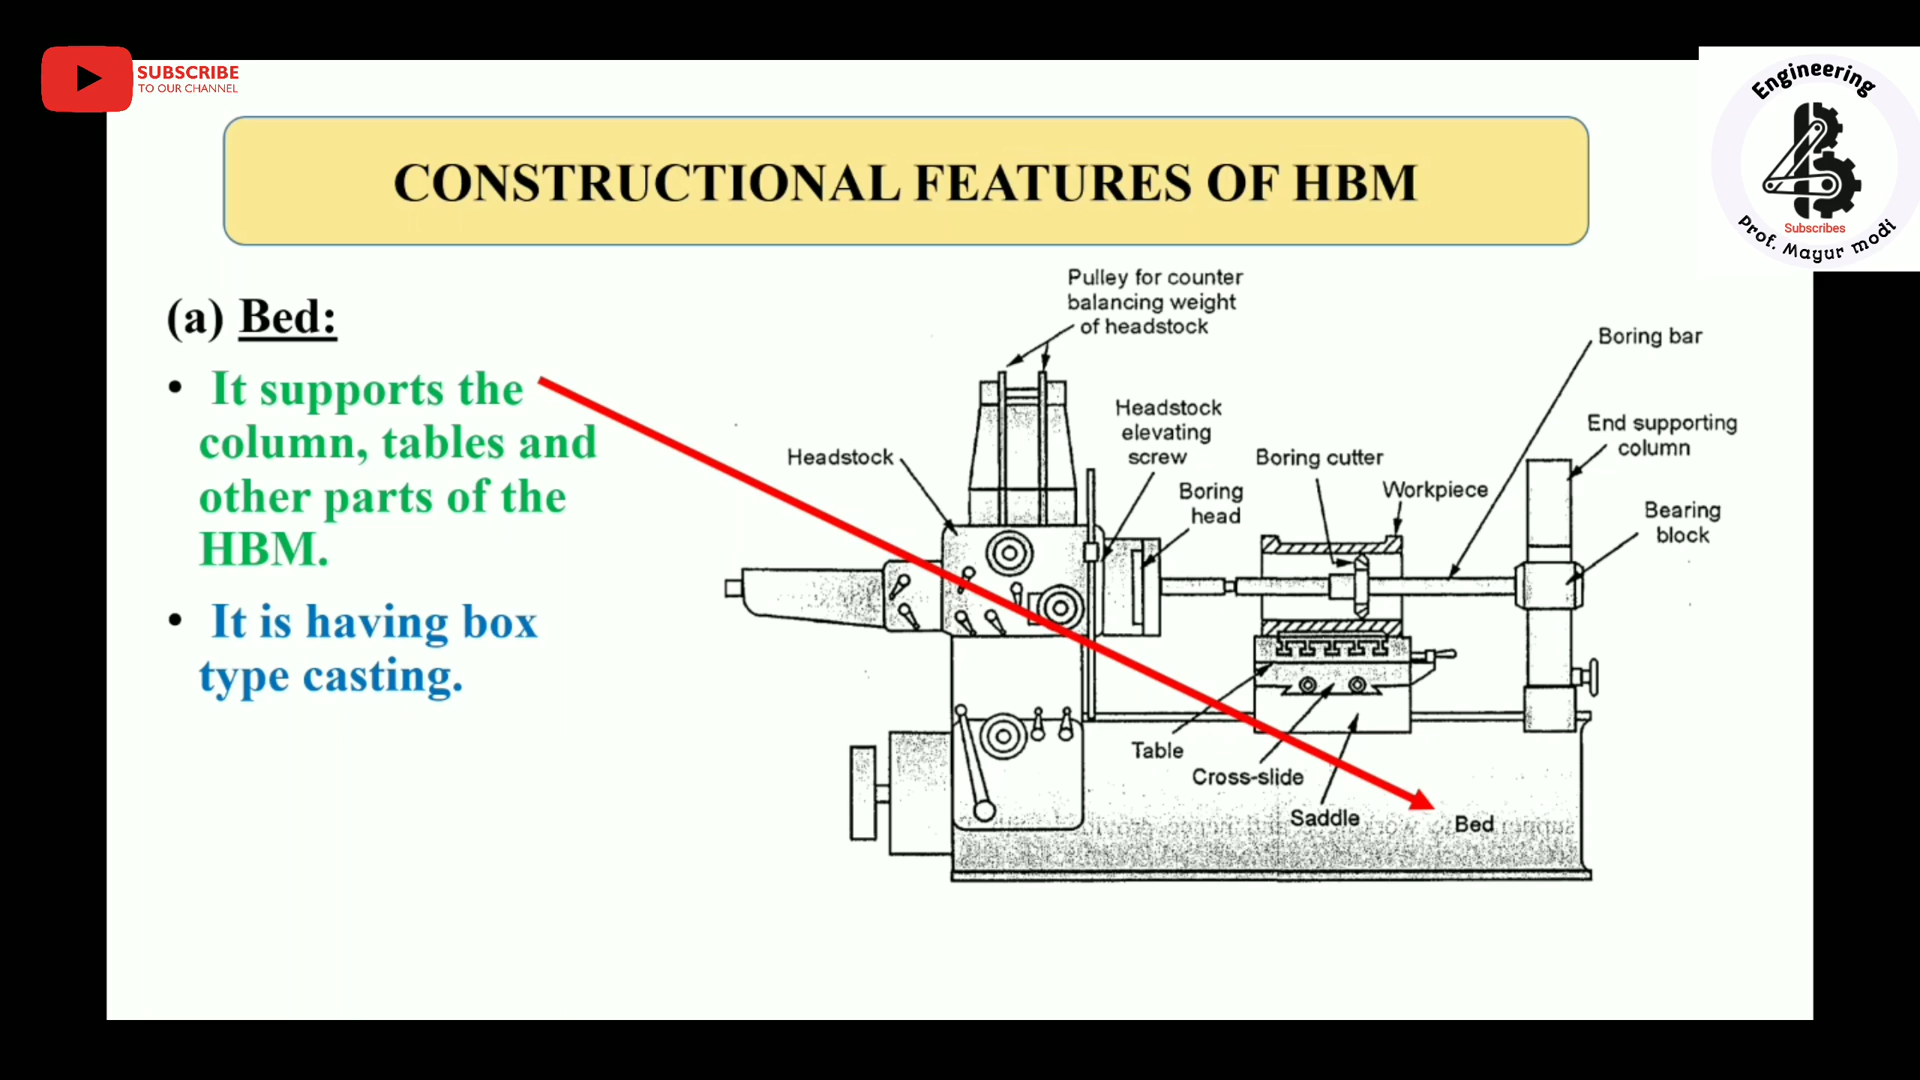 SUBSCRIBE
TO OUR CHANNEL
Engineering
Subscribes
Prof. Mayur modi
CONSTRUCTIONAL FEATURES OF HBM
(a) Bed:
• It supports the
column, tables and
other parts of the
HBM.
• It is having box
type casting.
Pulley for counter
balancing weight
of headstock
Boring bar
Headstock
elevating
screw
End supporting
column
Headstock
Boring cutter
Boring
head
Workpiece
Bearing
block
Table
Cross-slide
Saddle
Bed